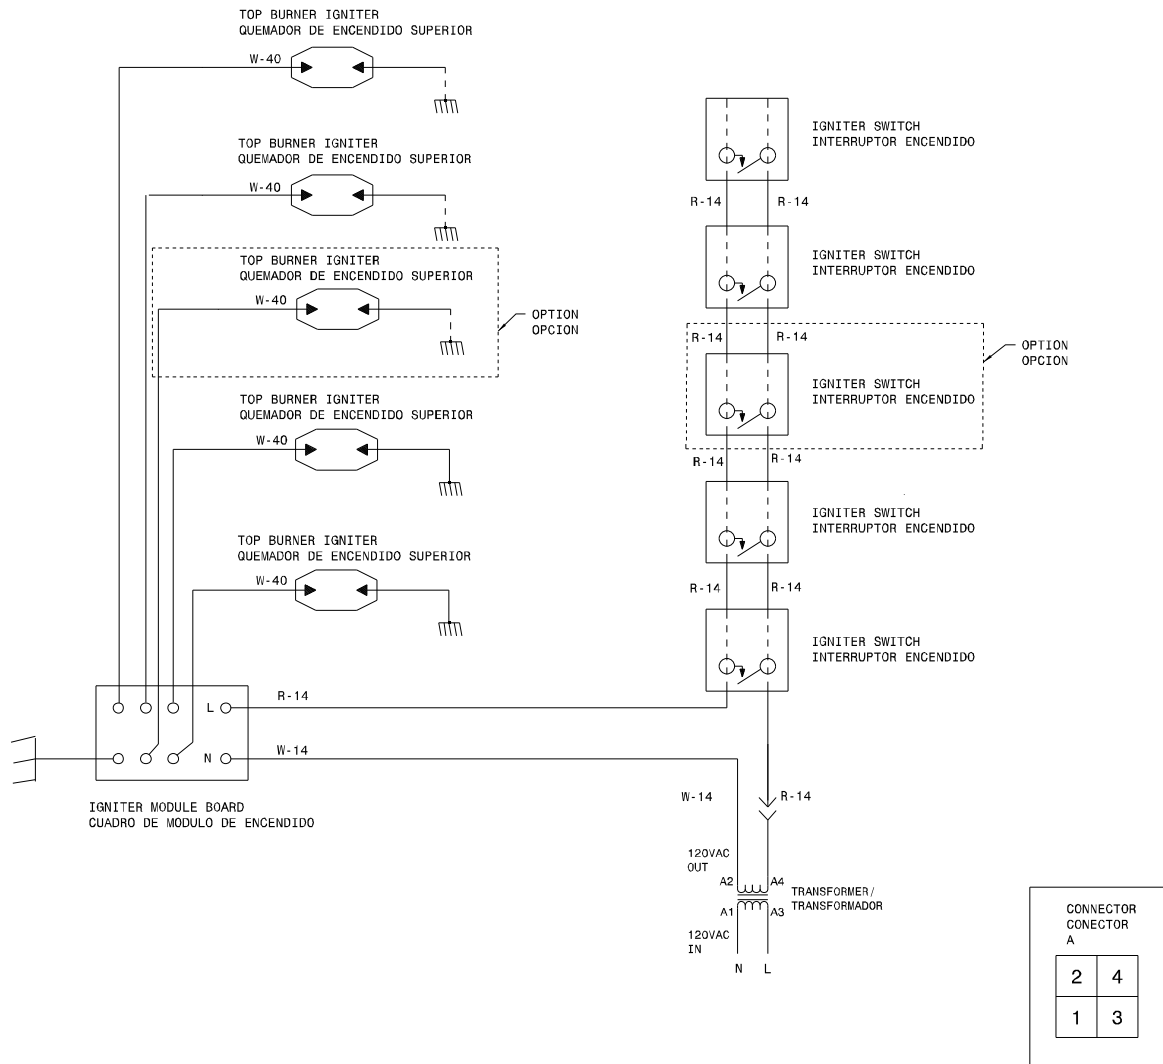 TOP BURNER IGNITER
QUEMADOR DE ENCENDIDO SUPERIOR
W-40
TOP BURNER IGNITER
QUEMADOR DE ENCENDIDO SUPERIOR
W-40
TOP BURNER IGNITER
QUEMADOR DE ENCENDIDO SUPERIOR
W-40
OPTION
OPCION
TOP BURNER IGNITER
QUEMADOR DE ENCENDIDO SUPERIOR
W-40
TOP BURNER IGNITER
QUEMADOR DE ENCENDIDO SUPERIOR
W-40
IGNITER SWITCH
INTERRUPTOR ENCENDIDO
R-14 R-14
IGNITER SWITCH
INTERRUPTOR ENCENDIDO
R-14 R-14
OPTION
OPCION
IGNITER SWITCH
INTERRUPTOR ENCENDIDO
R-14 R-14
IGNITER SWITCH
INTERRUPTOR ENCENDIDO
R-14 R-14
IGNITER SWITCH
INTERRUPTOR ENCENDIDO
L R-14
N W-14
IGNITER MODULE BOARD
CUADRO DE MODULO DE ENCENDIDO
W-14 R-14
120VAC
OUT
A2 A4
TRANSFORMER/
TRANSFORMADOR
A1 A3
120VAC
IN
N L
CONNECTOR
CONECTOR
A
2 4
1 3